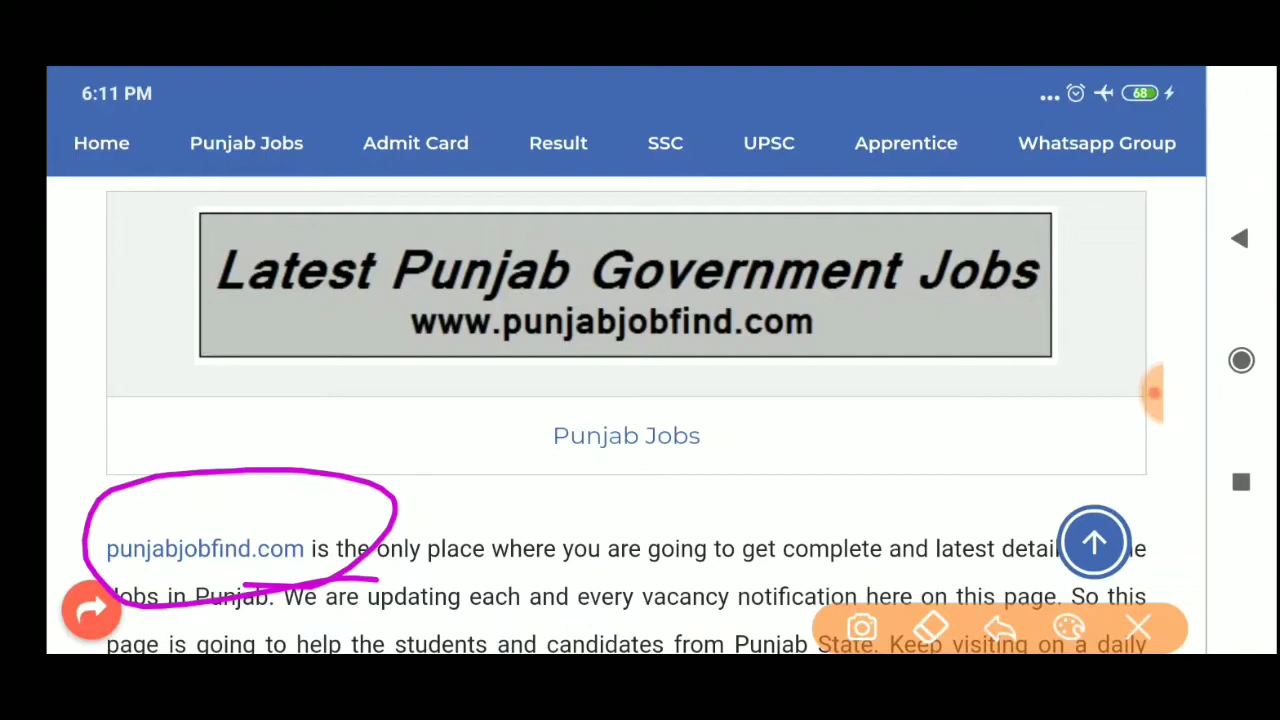 6:11 PM
68
Home Punjab Jobs Admit Card Result SSC UPSC Apprentice Whatsapp Group
Latest Punjab Government Jobs
www.punjabjobfind.com
Punjab Jobs
punjabjobfind.com is the only place where you are going to get complete and latest
Jobs in Punjab. We are updating each and every vacancy notification here on this page. So this
page is going to help the students and candidates from Punjab State. Keep visiting on a daily